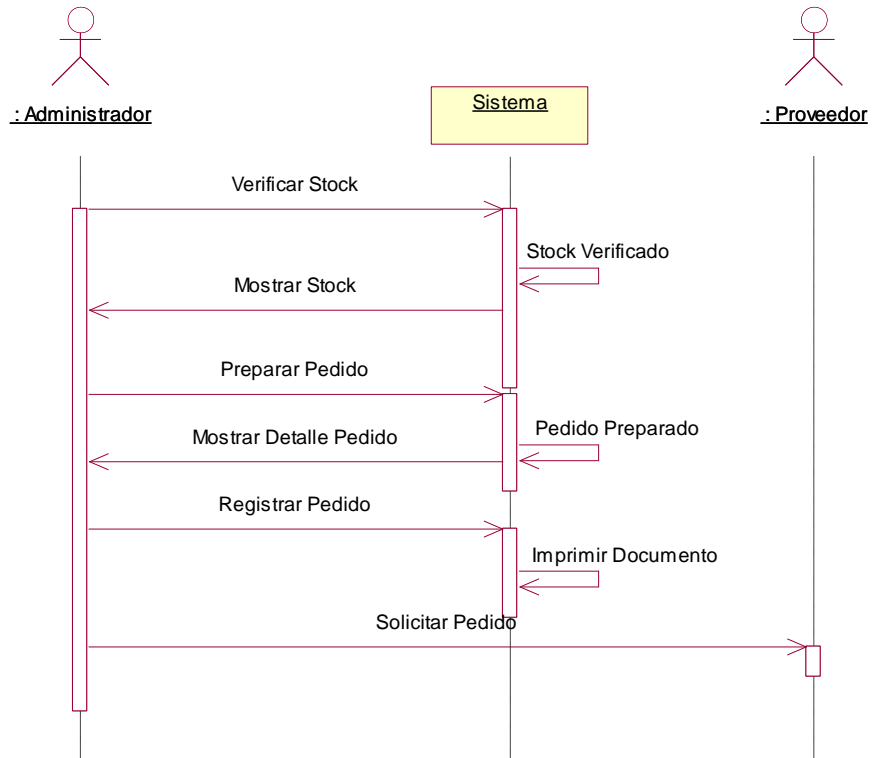 : Administrador
Sistema
: Proveedor
Verificar Stock
Stock Verificado
Mostrar Stock
Preparar Pedido
Pedido Preparado
Mostrar Detalle Pedido
Registrar Pedido
Imprimir Documento
Solicitar Pedido